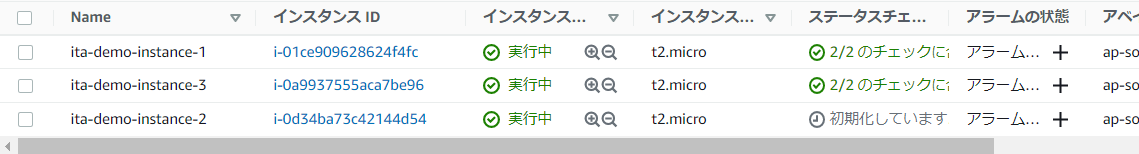 Name インスタンス ID インスタンス... インスタンス... ステータスチェ... アラームの状態 アベイ
ita-demo-instance-1 i-01ce909628624f4fc 実行中 t2.micro 2/2 のチェックに合 アラーム... ap-so
ita-demo-instance-3 i-0a9937555aca7be96 実行中 t2.micro 2/2 のチェックに合 アラーム... ap-so
ita-demo-instance-2 i-0d34ba73c42144d54 実行中 t2.micro 初期化しています アラーム... ap-so